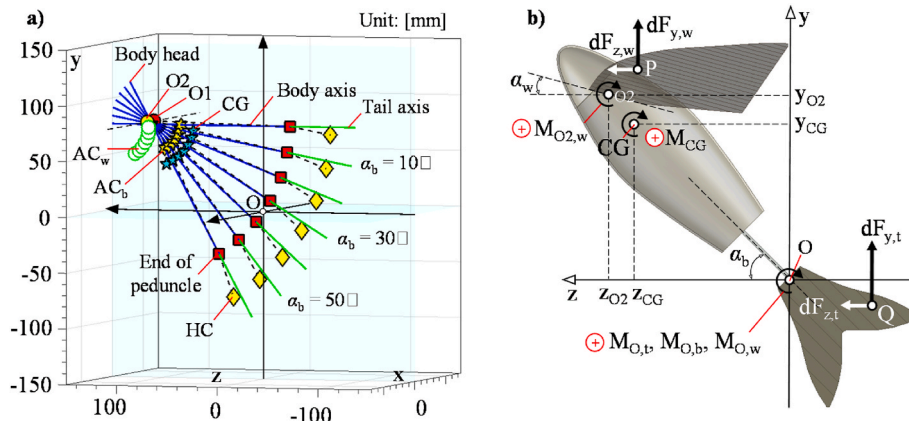 a)
Unit: [mm]
150
100
50
0
-50
-100
-150
y
Body head
O2
O1
CG
Body axis
Tail axis
ACw
ACb
αb = 10▯
O
αb = 30▯
End of
peduncle
αb = 50▯
HC
z
x
100
0
-100
0
b)
y
dFy,w
dFz,w
P
αw
O2
yO2
⊕ MO2,w
CG
⊕ MCG
yCG
αb
O
dFy,t
z
zO2
zCG
dFz,t
Q
⊕ MO,t, MO,b, MO,w